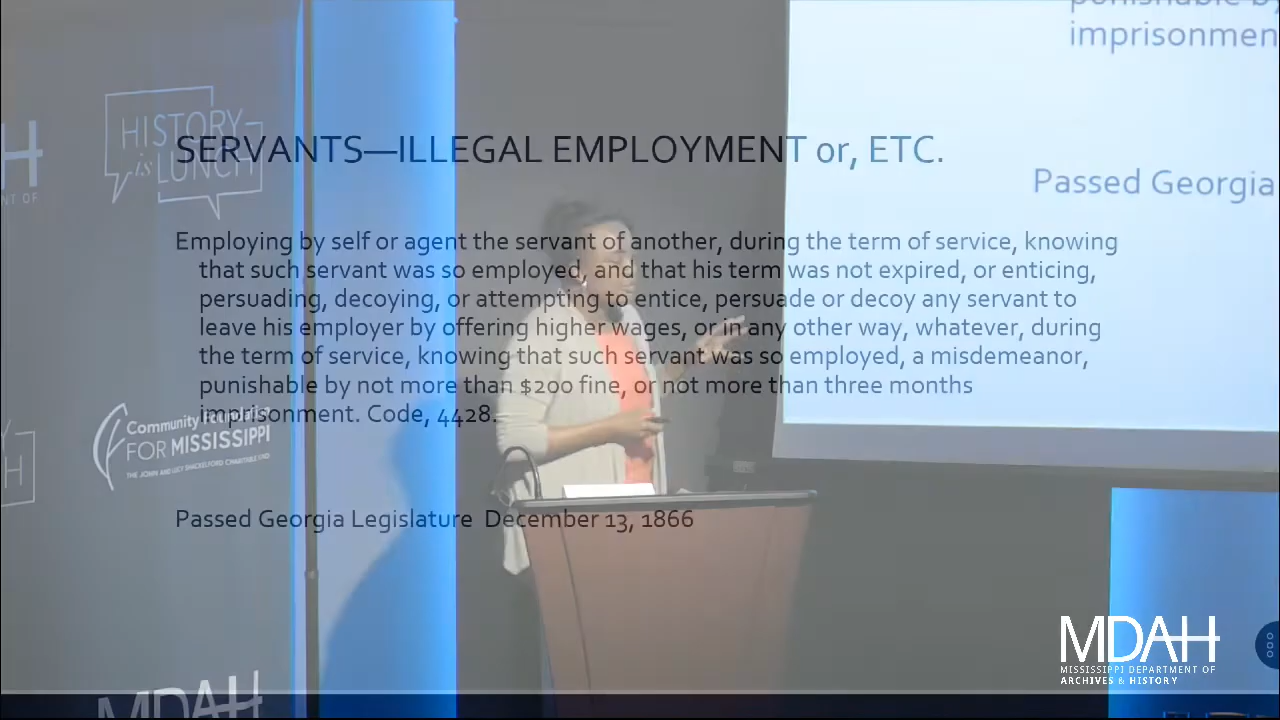 punishable by
imprisonmen
Passed Georgia
H
NT OF
HISTORY
is LUNCH
SERVANTS—ILLEGAL EMPLOYMENT or, ETC.
Employing by self or agent the servant of another, during the term of service, knowing
that such servant was so employed, and that his term was not expired, or enticing,
persuading, decoying, or attempting to entice, persuade or decoy any servant to
leave his employer by offering higher wages, or in any other way, whatever, during
the term of service, knowing that such servant was so employed, a misdemeanor,
punishable by not more than $200 fine, or not more than three months
imprisonment. Code, 4428.
Passed Georgia Legislature December 13, 1866
Community Foundation
FOR MISSISSIPPI
Y
H
MDAH
MDAH
MISSISSIPPI DEPARTMENT OF
ARCHIVES & HISTORY